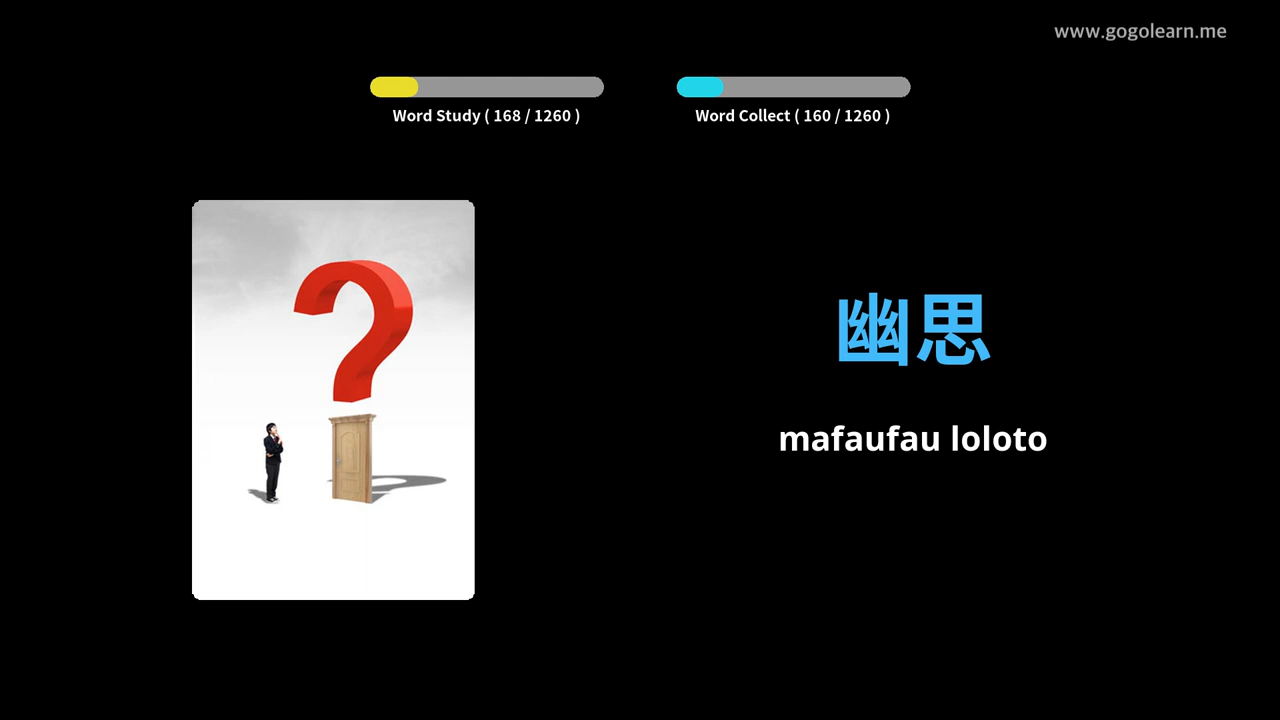 www.gogolearn.me
Word Study ( 168 / 1260 )
Word Collect ( 160 / 1260 )
幽思
mafaufau loloto